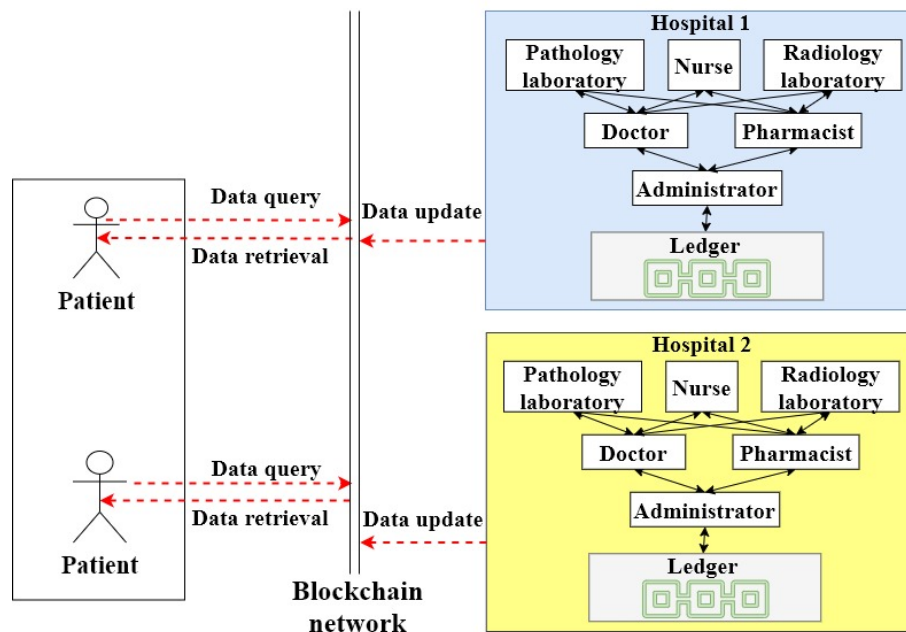 Hospital 1
Pathology
laboratory
Nurse
Radiology
laboratory
Doctor
Pharmacist
Administrator
Ledger
Data query
Data update
Data retrieval
Patient
Hospital 2
Pathology
laboratory
Nurse
Radiology
laboratory
Doctor
Pharmacist
Administrator
Ledger
Data query
Data retrieval
Data update
Patient
Blockchain
network